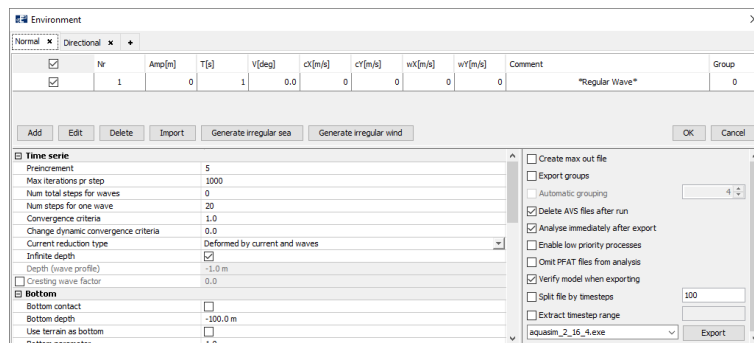 Environment
Normal × Directional × +
Nr Amp[m] T[s] V[deg] cX[m/s] cY[m/s] wX[m/s] wY[m/s] Comment Group
1 0 1 0.0 0 0 0 0 *Regular Wave* 0
Add Edit Delete Import Generate irregular sea Generate irregular wind OK Cancel
Time serie
Preincrement 5
Max iterations pr step 1000
Num total steps for waves 0
Num steps for one wave 20
Convergence criteria 1.0
Change dynamic convergence criteria 0.0
Current reduction type Deformed by current and waves
Infinite depth
Depth (wave profile) -1.0 m
Cresting wave factor 0.0
Bottom
Bottom contact
Bottom depth -100.0 m
Use terrain as bottom
Create max out file
Export groups
Automatic grouping 4
Delete AVS files after run
Analyse immediately after export
Enable low priority processes
Omit PFAT files from analysis
Verify model when exporting
Split file by timesteps 100
Extract timestep range
aquasim_2_16_4.exe Export